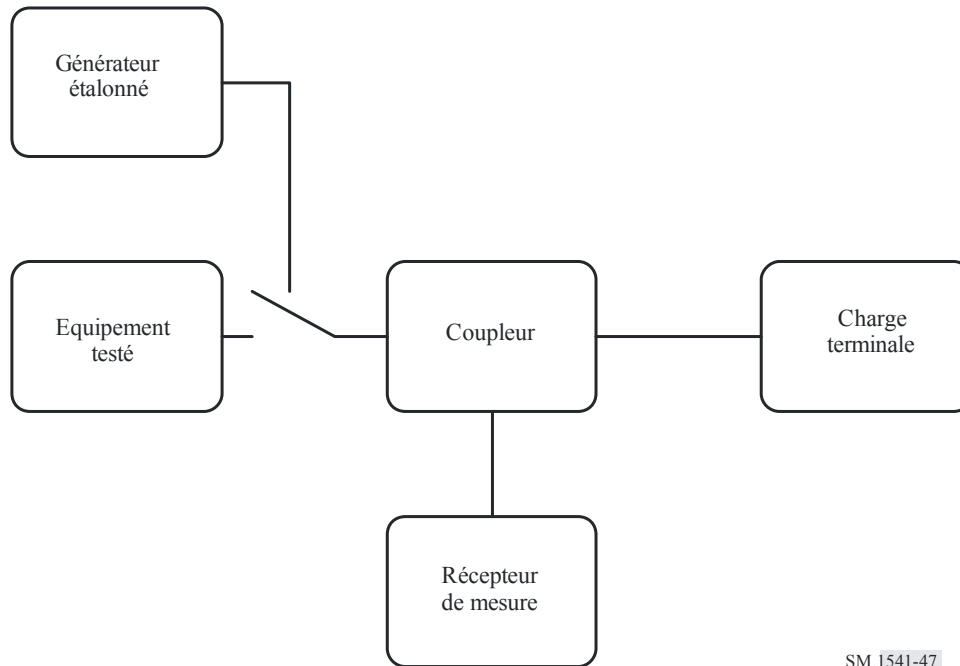 Générateur
étalonné
Equipement
testé
Coupleur
Charge
terminale
Récepteur
de mesure
SM 1541-47